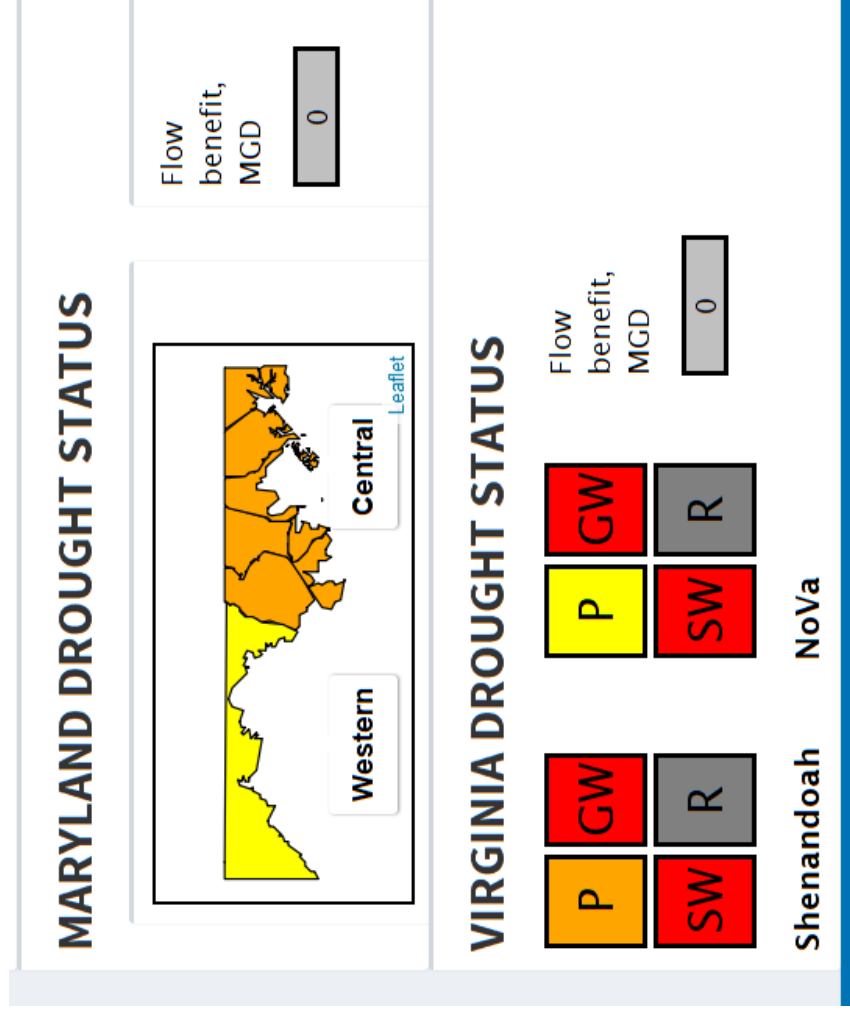 MARYLAND DROUGHT STATUS
Western
Central
Leaflet
Flow
benefit,
MGD
0
VIRGINIA DROUGHT STATUS
P GW
SW R
Shenandoah
P GW
SW R
NoVa
Flow
benefit,
MGD
0